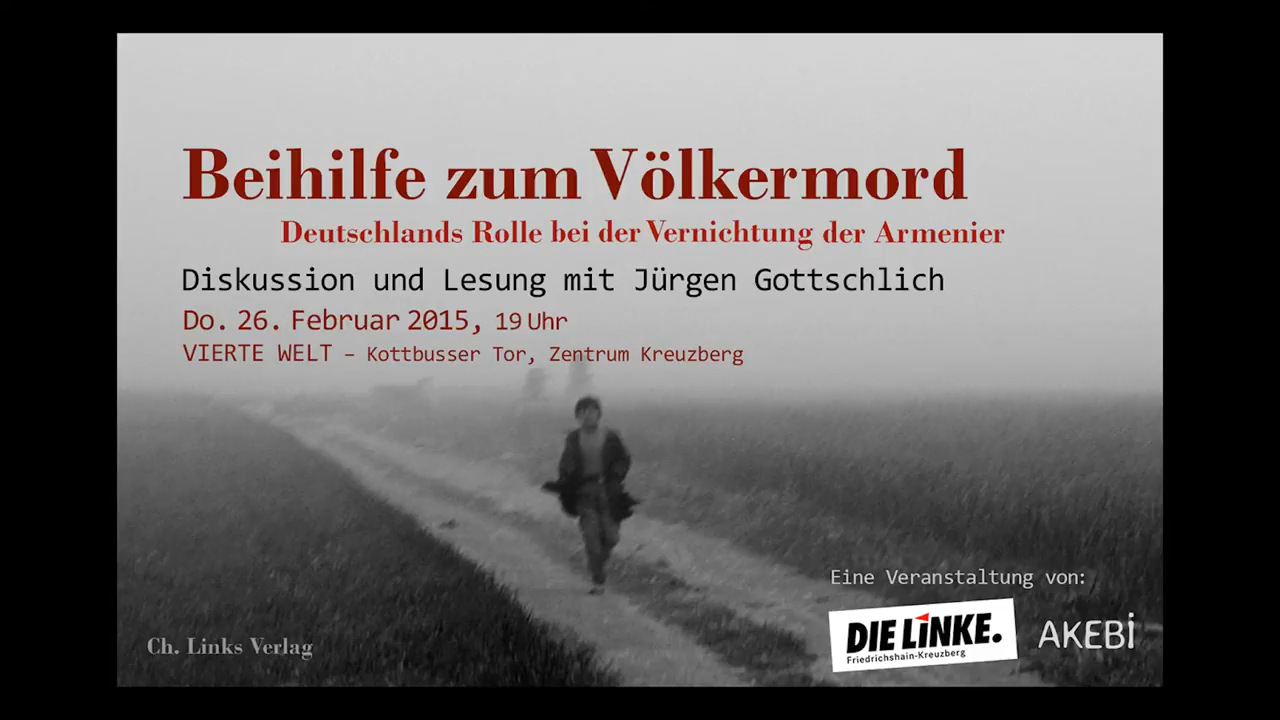 Beihilfe zum Völkermord
Deutschlands Rolle bei der Vernichtung der Armenier
Diskussion und Lesung mit Jürgen Gottschlich
Do. 26. Februar 2015, 19 Uhr
VIERTE WELT – Kottbusser Tor, Zentrum Kreuzberg
Eine Veranstaltung von:
DIE LINKE.
Friedrichshain-Kreuzberg
AKEBİ
Ch. Links Verlag